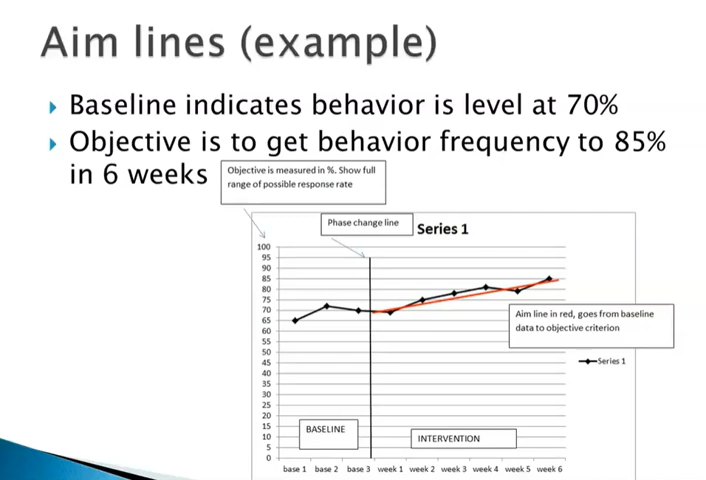 Aim lines (example)
Baseline indicates behavior is level at 70%
Objective is to get behavior frequency to 85%
in 6 weeks
Objective is measured in %. Show full
range of possible response rate
Phase change line
Series 1
100
95
90
85
80
75
70
65
60
55
50
45
40
35
30
25
20
15
10
5
0
Aim line in red, goes from baseline
data to objective criterion
Series 1
BASELINE
INTERVENTION
base 1 base 2 base 3 week 1 week 2 week 3 week 4 week 5 week 6